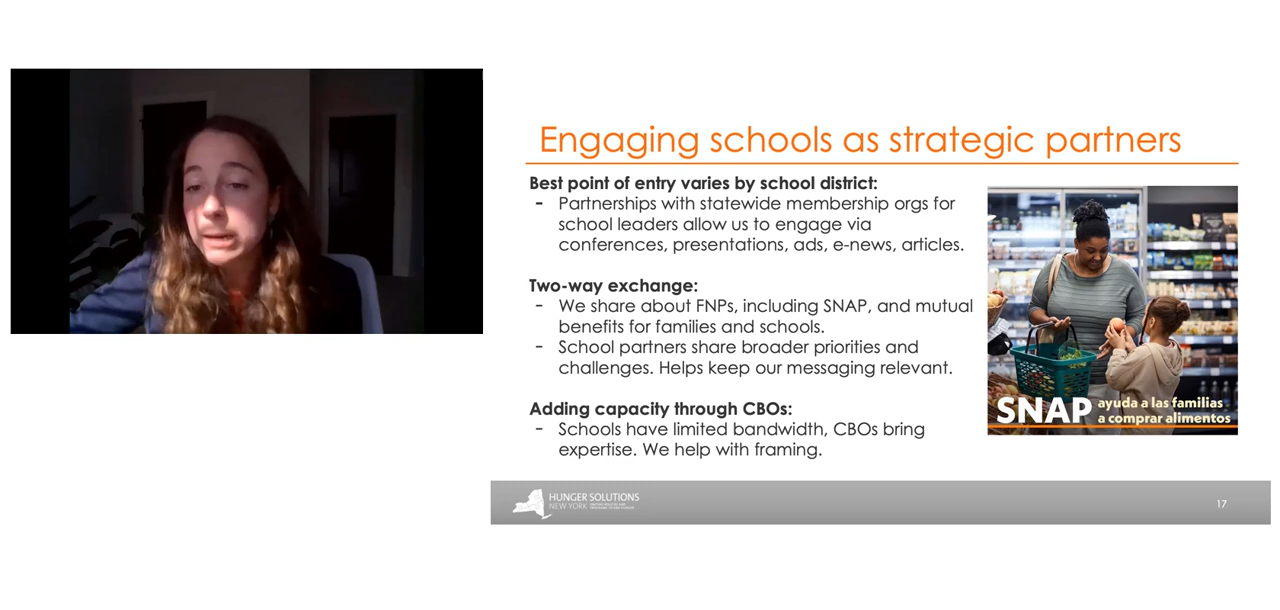 Engaging schools as strategic partners
Best point of entry varies by school district:
- Partnerships with statewide membership orgs for
school leaders allow us to engage via
conferences, presentations, ads, e-news, articles.
Two-way exchange:
- We share about FNPs, including SNAP, and mutual
benefits for families and schools.
- School partners share broader priorities and
challenges. Helps keep our messaging relevant.
Adding capacity through CBOs:
- Schools have limited bandwidth, CBOs bring
expertise. We help with framing.
SNAP ayuda a las familias
a comprar alimentos
HUNGER SOLUTIONS
NEW YORK
17